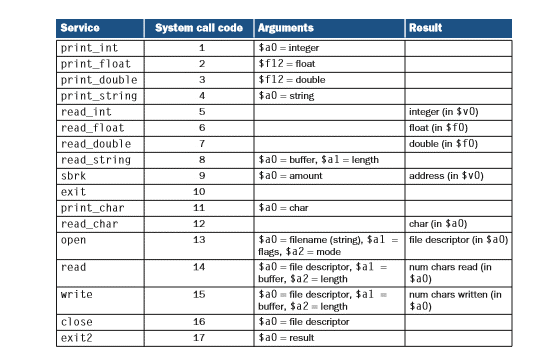 Service System call code Arguments Result
print_int 1 $a0 = integer
print_float 2 $f12 = float
print_double 3 $f12 = double
print_string 4 $a0 = string
read_int 5 integer (in $v0)
read_float 6 float (in $f0)
read_double 7 double (in $f0)
read_string 8 $a0 = buffer, $a1 = length
sbrk 9 $a0 = amount address (in $v0)
exit 10
print_char 11 $a0 = char
read_char 12 char (in $a0)
open 13 $a0 = filename (string), $a1 = file descriptor (in $a0)
flags, $a2 = mode
read 14 $a0 = file descriptor, $a1 = num chars read (in
buffer, $a2 = length $a0)
write 15 $a0 = file descriptor, $a1 = num chars written (in
buffer, $a2 = length $a0)
close 16 $a0 = file descriptor
exit2 17 $a0 = result